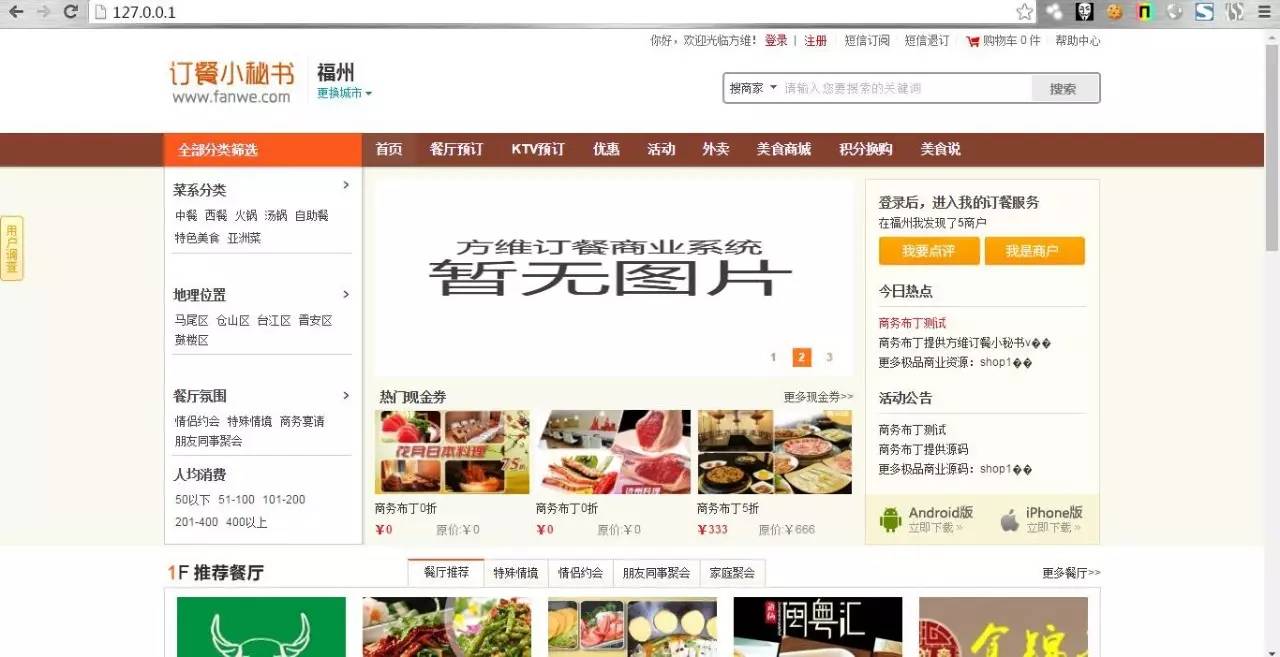 127.0.0.1
你好，欢迎光临方维！登录 | 注册 短信订阅 短信退订 购物车 0 件 帮助中心
订餐小秘书
www.fanwe.com
福州
更换城市
搜商家 请输入您要搜索的关键词 搜索
全部分类筛选 首页 餐厅预订 KTV预订 优惠 活动 外卖 美食商城 积分换购 美食说
用户调查
菜系分类 >
中餐 西餐 火锅 汤锅 自助餐
特色美食 亚洲菜
地理位置 >
马尾区 仓山区 台江区 晋安区
鼓楼区
餐厅氛围 >
情侣约会 特殊情境 商务宴请
朋友同事聚会
人均消费
50以下 51-100 101-200
201-400 400以上
方维订餐商业系统
暂无图片
1 2 3
热门现金券 更多现金券>>
花月日本料理
75折
商务布丁0折 商务布丁0折 商务布丁5折
¥0 原价:¥0 ¥0 原价:¥0 ¥333 原价:¥666
登录后，进入我的订餐服务
在福州我发现了5商户
我要点评 我是商户
今日热点
商务布丁测试
商务布丁提供方维订餐小秘书v��
更多极品商业资源：shop1��
活动公告
商务布丁测试
商务布丁提供源码
更多极品商业源码：shop1��
Android版 立即下载 »
iPhone版 立即下载 »
1F 推荐餐厅 餐厅推荐 特殊情境 情侣约会 朋友同事聚会 家庭聚会 更多餐厅>>
闽粤汇